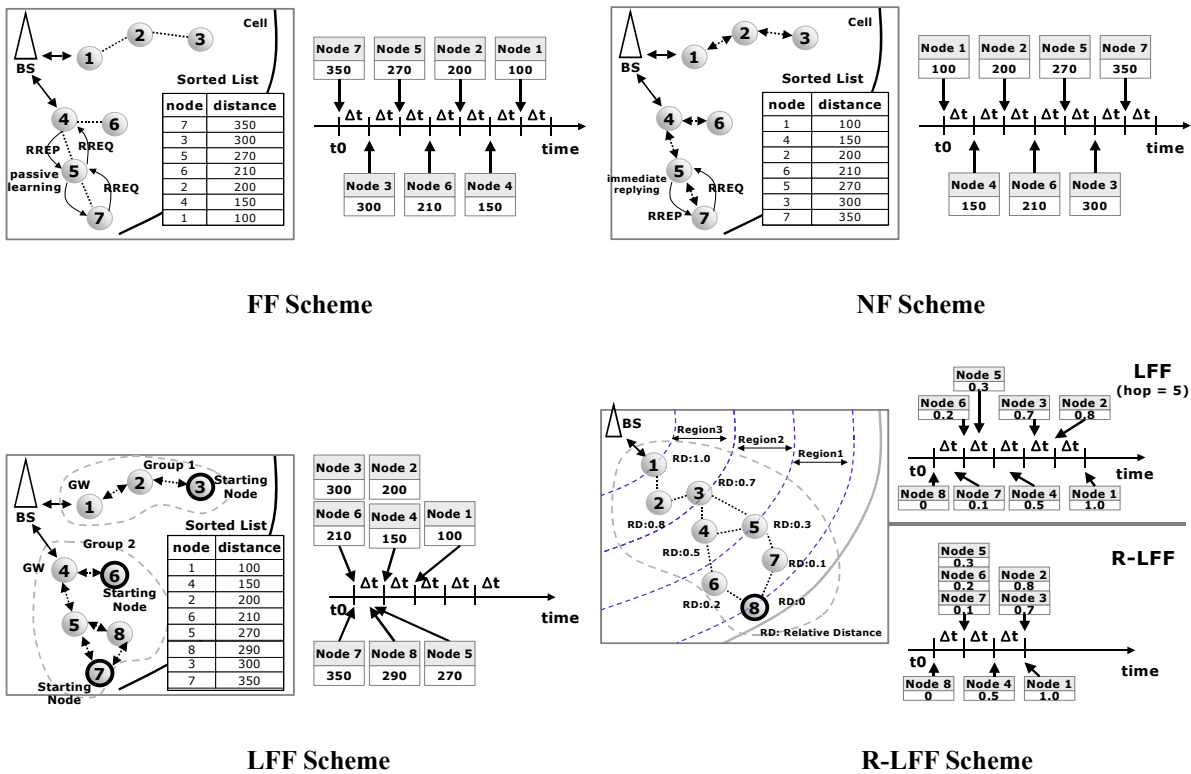 Cell
BS
1
2
3
4
5
6
7
RREP
RREQ
RREQ
passive
learning
Sorted List
node distance
7 350
3 300
5 270
6 210
2 200
4 150
1 100
Node 7 Node 5 Node 2 Node 1
350 270 200 100
Δt Δt Δt Δt Δt Δt Δt
t0 time
Node 3 Node 6 Node 4
300 210 150
FF Scheme
Cell
BS
1
2
3
4
5
6
7
immediate
replying
RREQ
RREP
Sorted List
node distance
1 100
4 150
2 200
6 210
5 270
3 300
7 350
Node 1 Node 2 Node 5 Node 7
100 200 270 350
Δt Δt Δt Δt Δt Δt Δt
t0 time
Node 4 Node 6 Node 3
150 210 300
NF Scheme
BS
Group 1
GW
1
2
3
Starting
Node
Group 2
GW
4
5
6
Starting
Node
7
8
Starting
Node
Sorted List
node distance
1 100
4 150
2 200
6 210
5 270
8 290
3 300
7 350
Node 3 Node 2
300 200
Node 6 Node 4 Node 1
210 150 100
Δt Δt Δt Δt Δt
t0 time
Node 7 Node 8 Node 5
350 290 270
LFF Scheme
BS
Region3
Region2
Region1
1 RD:1.0
2 RD:0.8
3 RD:0.7
4 RD:0.5
5 RD:0.3
6 RD:0.2
7 RD:0.1
8 RD:0
RD: Relative Distance
LFF
(hop = 5)
Node 5
0.3
Node 6 Node 3 Node 2
0.2 0.7 0.8
Δt Δt Δt Δt Δt
t0 time
Node 8 Node 7 Node 4 Node 1
0 0.1 0.5 1.0
R-LFF
Node 5
0.3
Node 6 Node 2
0.2 0.8
Node 7 Node 3
0.1 0.7
Δt Δt Δt
t0 time
Node 8 Node 4 Node 1
0 0.5 1.0
R-LFF Scheme